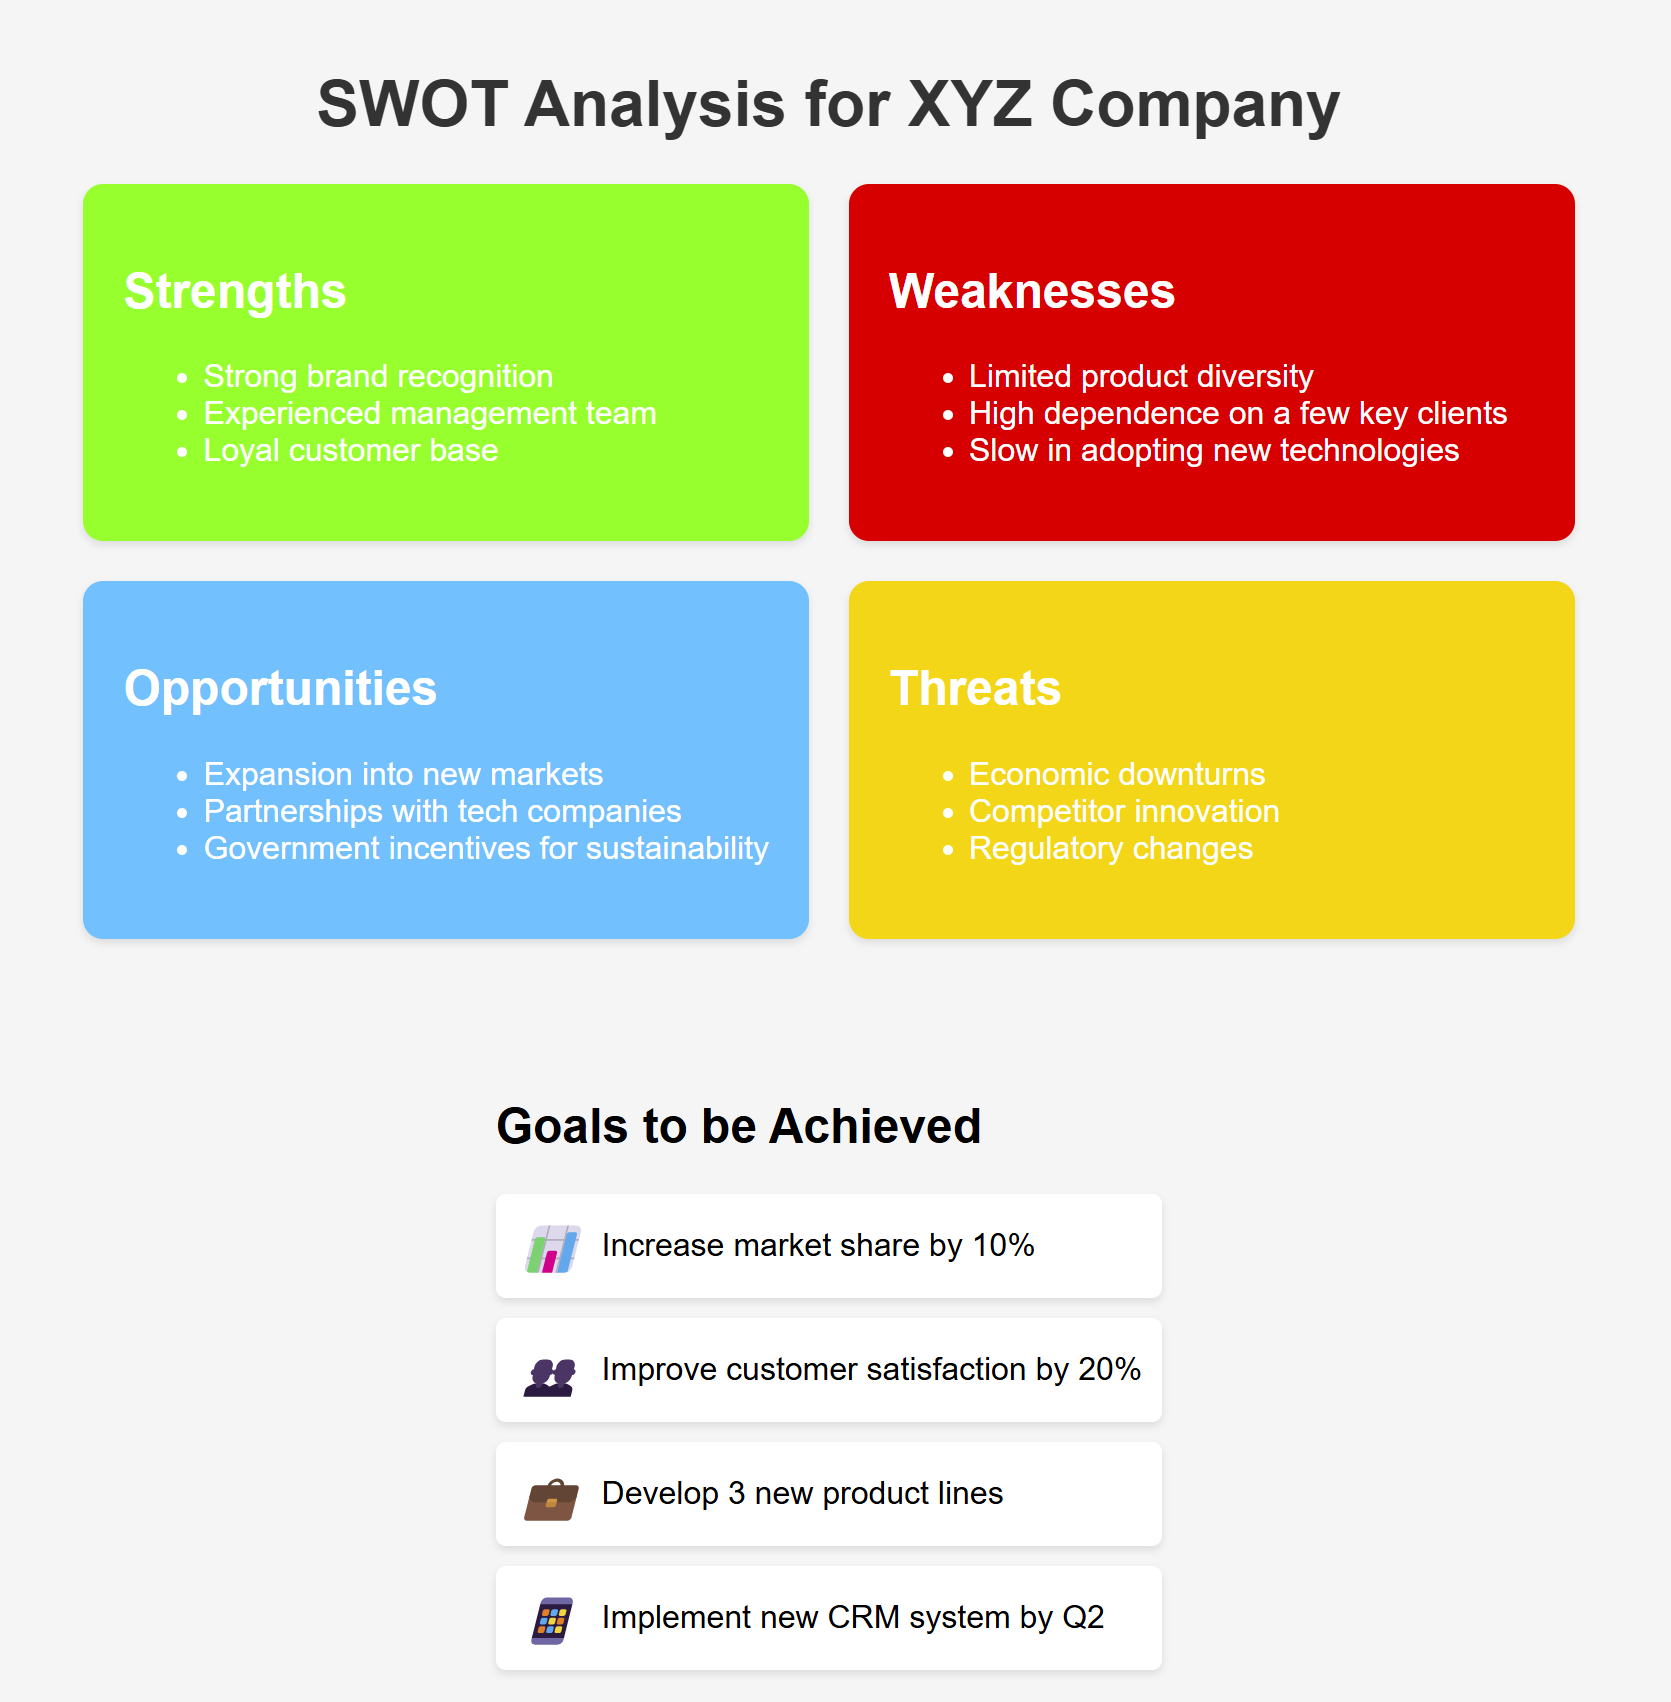 SWOT Analysis for XYZ Company
Strengths
• Strong brand recognition
• Experienced management team
• Loyal customer base
Weaknesses
• Limited product diversity
• High dependence on a few key clients
• Slow in adopting new technologies
Opportunities
• Expansion into new markets
• Partnerships with tech companies
• Government incentives for sustainability
Threats
• Economic downturns
• Competitor innovation
• Regulatory changes
Goals to be Achieved
Increase market share by 10%
Improve customer satisfaction by 20%
Develop 3 new product lines
Implement new CRM system by Q2